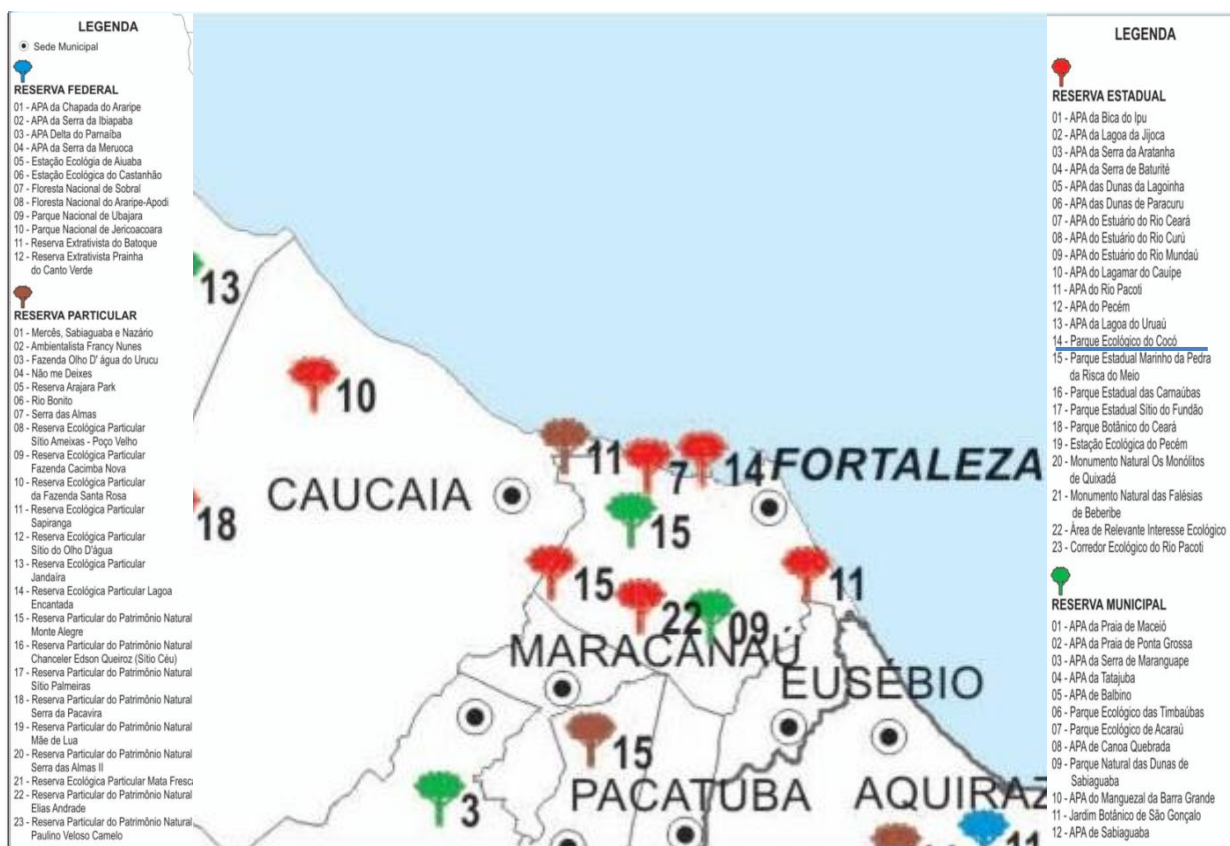 LEGENDA
Sede Municipal
RESERVA FEDERAL
01 - APA da Chapada do Araripe
02 - APA da Serra da Ibiapaba
03 - APA Delta do Parnaíba
04 - APA da Serra da Meruoca
05 - Estação Ecológia de Aiuaba
06 - Estação Ecológica do Castanhão
07 - Floresta Nacional de Sobral
08 - Floresta Nacional do Araripe-Apodi
09 - Parque Nacional de Ubajara
10 - Parque Nacional de Jericoacoara
11 - Reserva Extrativista do Batoque
12 - Reserva Extrativista Prainha
do Canto Verde
RESERVA PARTICULAR
01 - Mercês, Sabiaguaba e Nazário
02 - Ambientalista Francy Nunes
03 - Fazenda Olho D' água do Urucu
04 - Não me Deixes
05 - Reserva Arajara Park
06 - Rio Bonito
07 - Serra das Almas
08 - Reserva Ecológica Particular
Sítio Ameixas - Poço Velho
09 - Reserva Ecológica Particular
Fazenda Cacimba Nova
10 - Reserva Ecológica Particular
da Fazenda Santa Rosa
11 - Reserva Ecológica Particular
Sapiranga
12 - Reserva Ecológica Particular
Sítio do Olho D'água
13 - Reserva Ecológica Particular
Jandaíra
14 - Reserva Ecológica Particular Lagoa
Encantada
15 - Reserva Particular do Patrimônio Natural
Monte Alegre
16 - Reserva Particular do Patrimônio Natural
Chanceler Edson Queiroz (Sítio Céu)
17 - Reserva Particular do Patrimônio Natural
Sítio Palmeiras
18 - Reserva Particular do Patrimônio Natural
Serra da Pacavira
19 - Reserva Particular do Patrimônio Natural
Mãe de Lua
20 - Reserva Particular do Patrimônio Natural
Serra das Almas II
21 - Reserva Ecológica Particular Mata Fresca
22 - Reserva Particular do Patrimônio Natural
Elias Andrade
23 - Reserva Particular do Patrimônio Natural
Paulino Veloso Camelo
13
10
11
7
14
FORTALEZA
CAUCAIA
18
15
15
22
09
11
MARACANAÚ
EUSÉBIO
15
PACATUBA
AQUIRAZ
3
11
LEGENDA
RESERVA ESTADUAL
01 - APA da Bica do Ipu
02 - APA da Lagoa da Jijoca
03 - APA da Serra da Aratanha
04 - APA da Serra de Baturité
05 - APA das Dunas da Lagoinha
06 - APA das Dunas de Paracuru
07 - APA do Estuário do Rio Ceará
08 - APA do Estuário do Rio Curú
09 - APA do Estuário do Rio Mundaú
10 - APA do Lagamar do Cauípe
11 - APA do Rio Pacoti
12 - APA do Pecém
13 - APA da Lagoa do Uruaú
14 - Parque Ecológico do Cocó
15 - Parque Estadual Marinho da Pedra
da Risca do Meio
16 - Parque Estadual das Carnaúbas
17 - Parque Estadual Sítio do Fundão
18 - Parque Botânico do Ceará
19 - Estação Ecológica do Pecém
20 - Monumento Natural Os Monólitos
de Quixadá
21 - Monumento Natural das Falésias
de Beberibe
22 - Área de Relevante Interesse Ecológico
23 - Corredor Ecológico do Rio Pacoti
RESERVA MUNICIPAL
01 - APA da Praia de Maceió
02 - APA da Praia de Ponta Grossa
03 - APA da Serra de Maranguape
04 - APA da Tatajuba
05 - APA de Balbino
06 - Parque Ecológico das Timbaúbas
07 - Parque Ecológico de Acaraú
08 - APA de Canoa Quebrada
09 - Parque Natural das Dunas de
Sabiaguaba
10 - APA do Manguezal da Barra Grande
11 - Jardim Botânico de São Gonçalo
12 - APA de Sabiaguaba